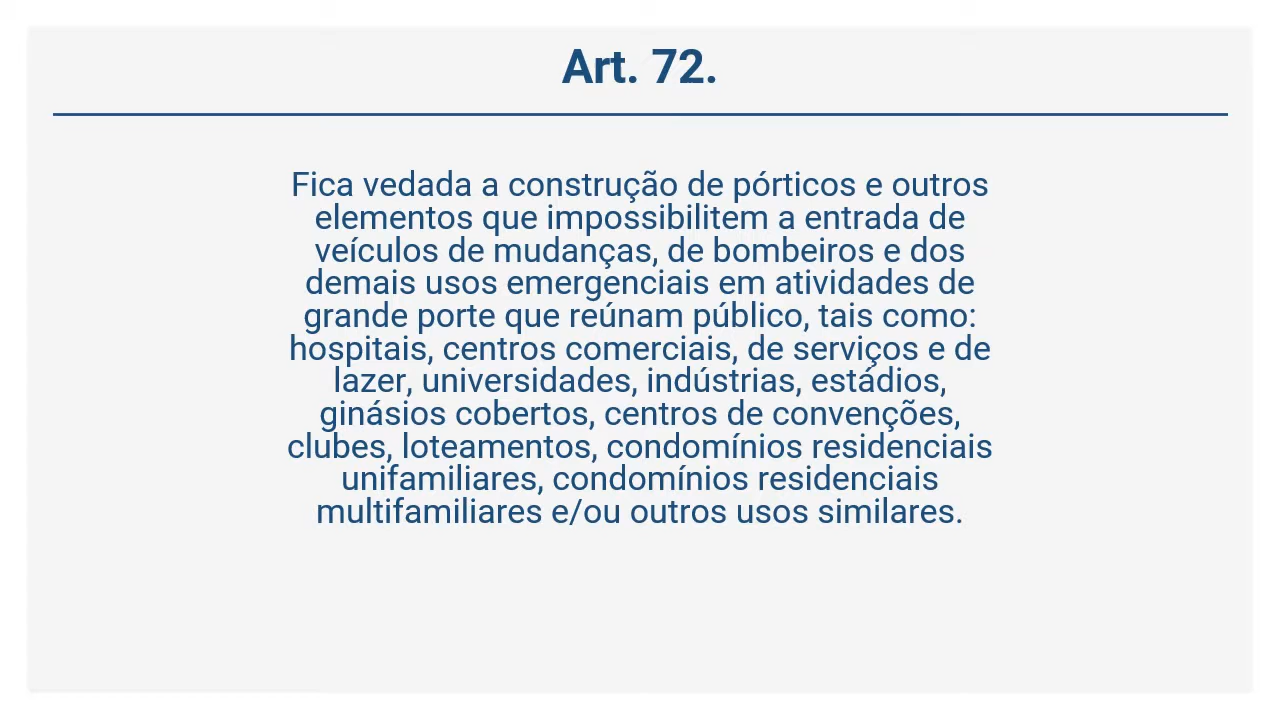 Art. 72.
Fica vedada a construção de pórticos e outros
elementos que impossibilitem a entrada de
veículos de mudanças, de bombeiros e dos
demais usos emergenciais em atividades de
grande porte que reúnam público, tais como:
hospitais, centros comerciais, de serviços e de
lazer, universidades, indústrias, estádios,
ginásios cobertos, centros de convenções,
clubes, loteamentos, condomínios residenciais
unifamiliares, condomínios residenciais
multifamiliares e/ou outros usos similares.